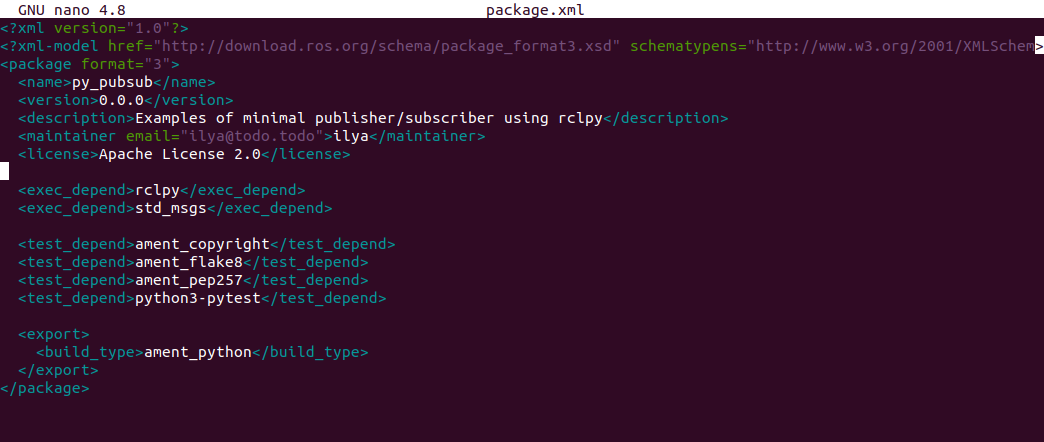 GNU nano 4.8 package.xml
<?xml version="1.0"?>
<?xml-model href="http://download.ros.org/schema/package_format3.xsd" schematypens="http://www.w3.org/2001/XMLSchem>
<package format="3">
  <name>py_pubsub</name>
  <version>0.0.0</version>
  <description>Examples of minimal publisher/subscriber using rclpy</description>
  <maintainer email="ilya@todo.todo">ilya</maintainer>
  <license>Apache License 2.0</license>
  <exec_depend>rclpy</exec_depend>
  <exec_depend>std_msgs</exec_depend>
  <test_depend>ament_copyright</test_depend>
  <test_depend>ament_flake8</test_depend>
  <test_depend>ament_pep257</test_depend>
  <test_depend>python3-pytest</test_depend>
  <export>
    <build_type>ament_python</build_type>
  </export>
</package>